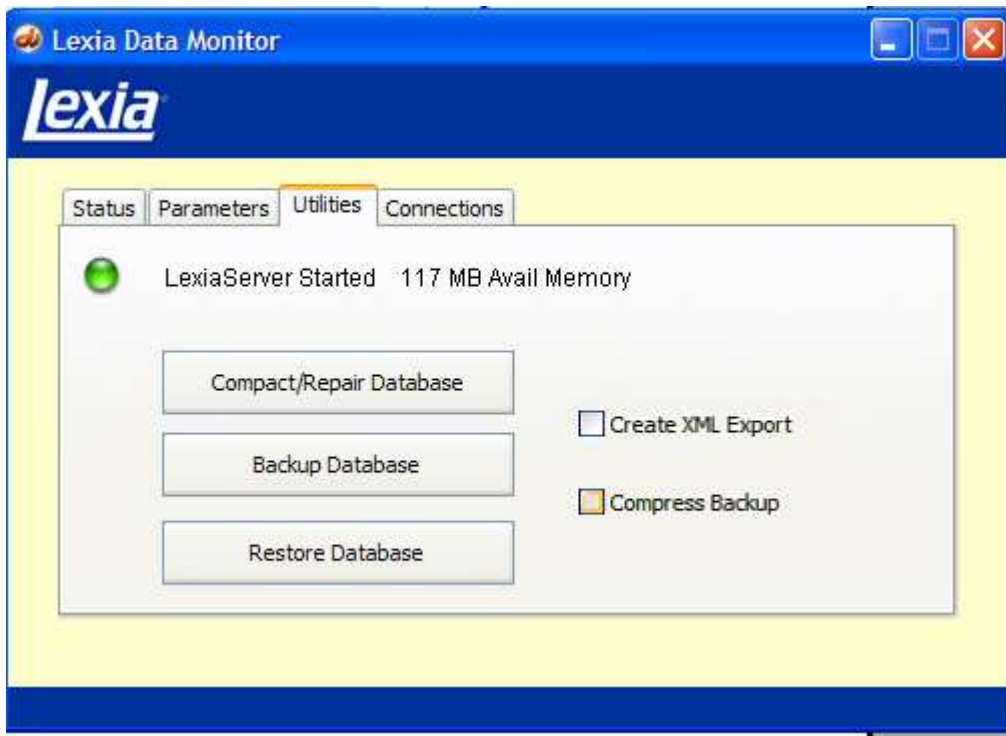 Lexia Data Monitor
lexia
Status Parameters Utilities Connections
LexiaServer Started 117 MB Avail Memory
Compact/Repair Database
Create XML Export
Backup Database
Compress Backup
Restore Database